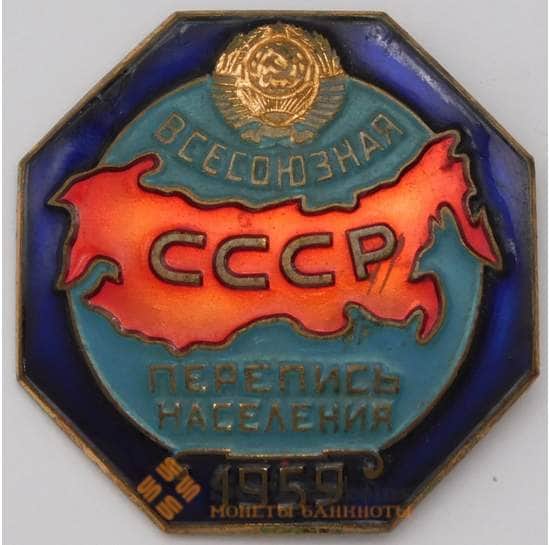 ВСЕСОЮЗНАЯ
СССР
ПЕРЕПИСЬ
НАСЕЛЕНИЯ
1959
МОНЕТЫ БАНКНОТЫ